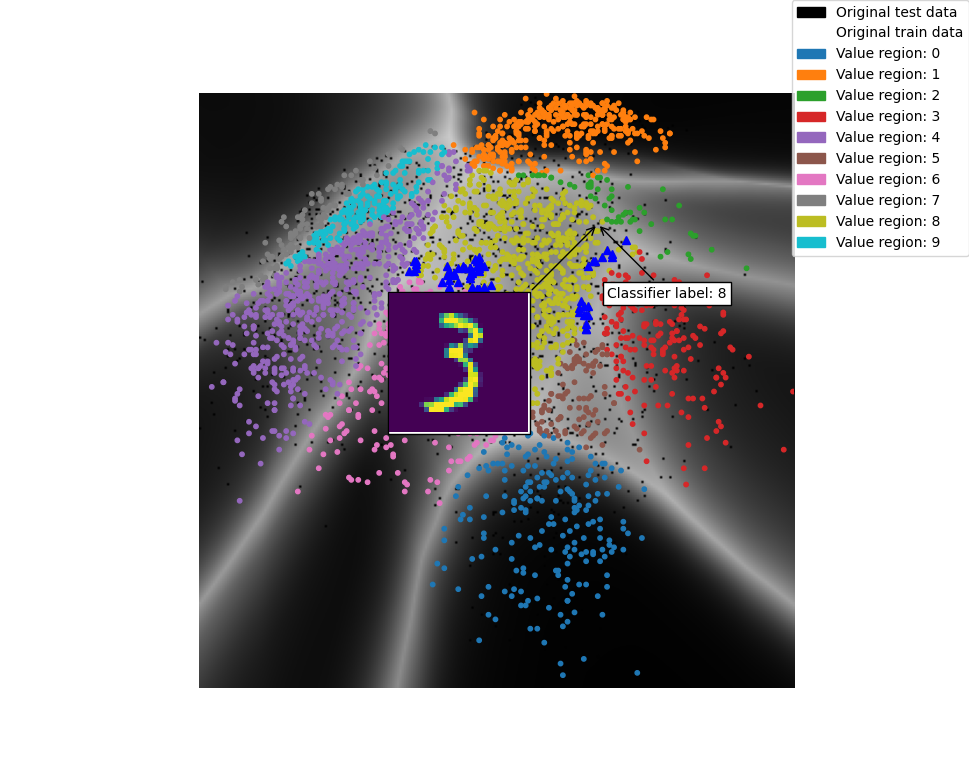 Original test data
Original train data
Value region: 0
Value region: 1
Value region: 2
Value region: 3
Value region: 4
Value region: 5
Value region: 6
Value region: 7
Value region: 8
Value region: 9
Classifier label: 8
3